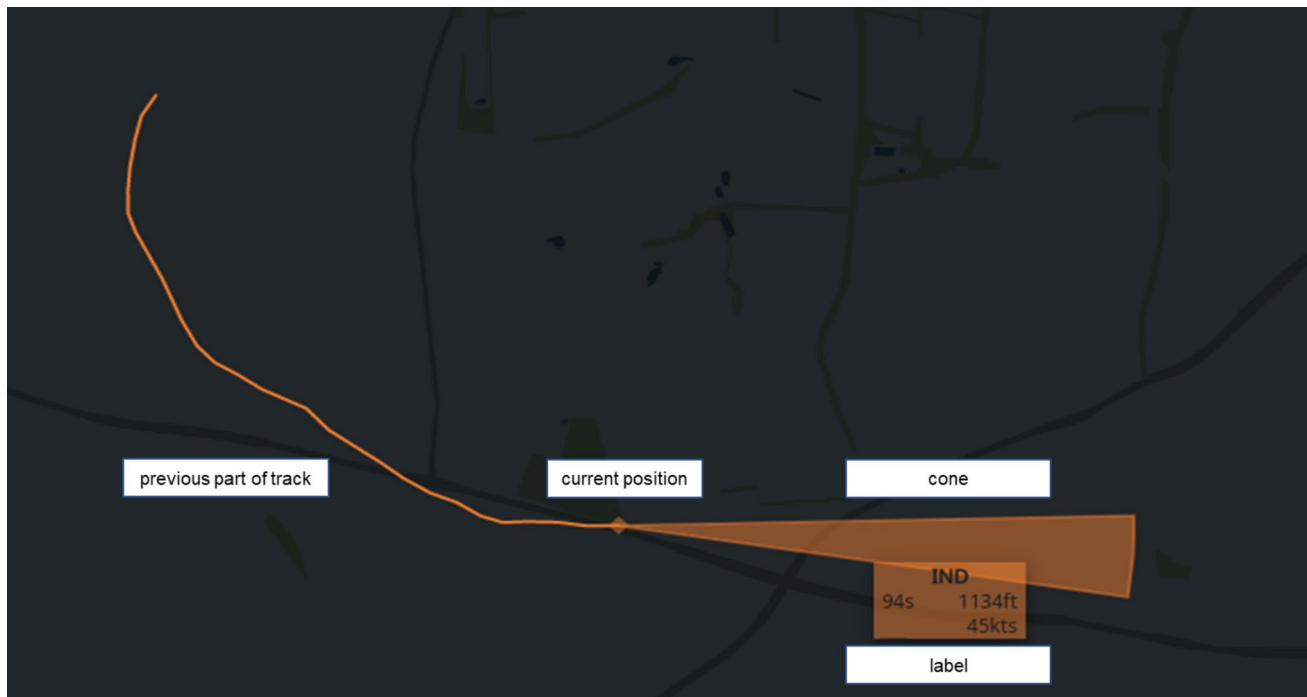 previous part of track
current position
cone
IND
94s 1134ft
45kts
label